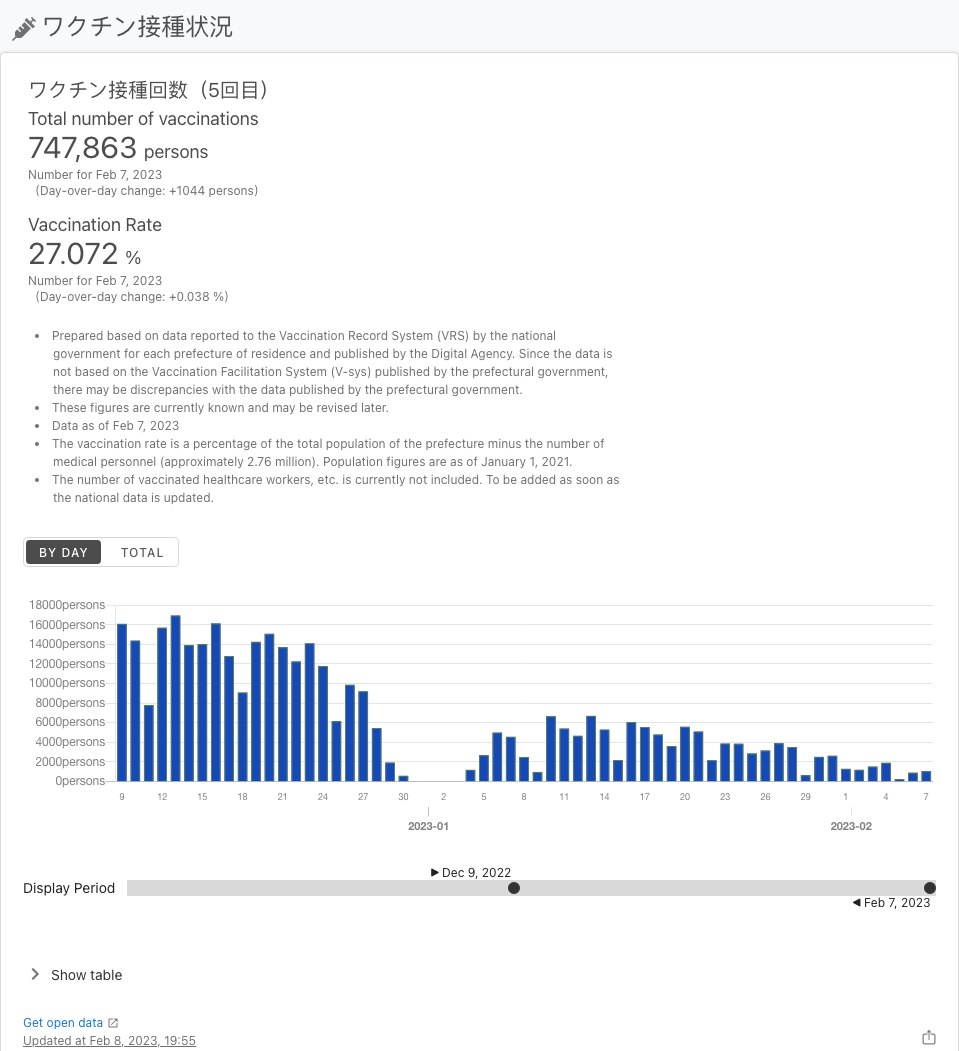 ワクチン接種状況
ワクチン接種回数（5回目）
Total number of vaccinations
747,863 persons
Number for Feb 7, 2023
(Day-over-day change: +1044 persons)
Vaccination Rate
27.072 %
Number for Feb 7, 2023
(Day-over-day change: +0.038 %)
• Prepared based on data reported to the Vaccination Record System (VRS) by the national
government for each prefecture of residence and published by the Digital Agency. Since the data is
not based on the Vaccination Facilitation System (V-sys) published by the prefectural government,
there may be discrepancies with the data published by the prefectural government.
• These figures are currently known and may be revised later.
• Data as of Feb 7, 2023
• The vaccination rate is a percentage of the total population of the prefecture minus the number of
medical personnel (approximately 2.76 million). Population figures are as of January 1, 2021.
• The number of vaccinated healthcare workers, etc. is currently not included. To be added as soon as
the national data is updated.
BY DAY TOTAL
18000persons
16000persons
14000persons
12000persons
10000persons
8000persons
6000persons
4000persons
2000persons
0persons
9 12 15 18 21 24 27 30 2 5 8 11 14 17 20 23 26 29 1 4 7
2023-01 2023-02
Dec 9, 2022
Display Period
Feb 7, 2023
Show table
Get open data
Updated at Feb 8, 2023, 19:55